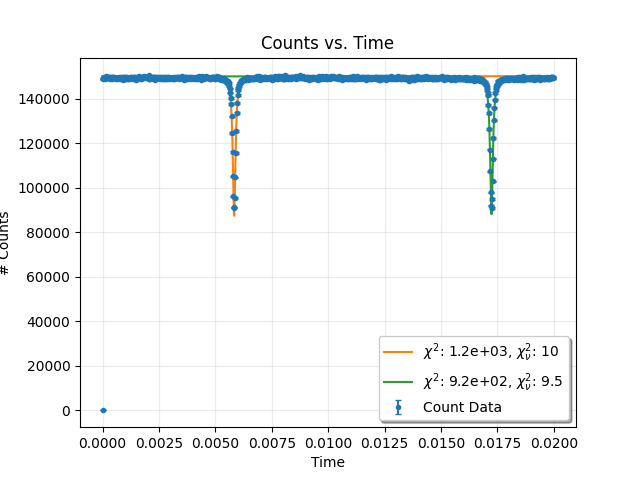 Counts vs. Time
# Counts
140000
120000
100000
80000
60000
40000
20000
0
0.0000
0.0025
0.0050
0.0075
0.0100
0.0125
0.0150
0.0175
0.0200
Time
χ²: 1.2e+03, χ²ᵥ: 10
χ²: 9.2e+02, χ²ᵥ: 9.5
Count Data